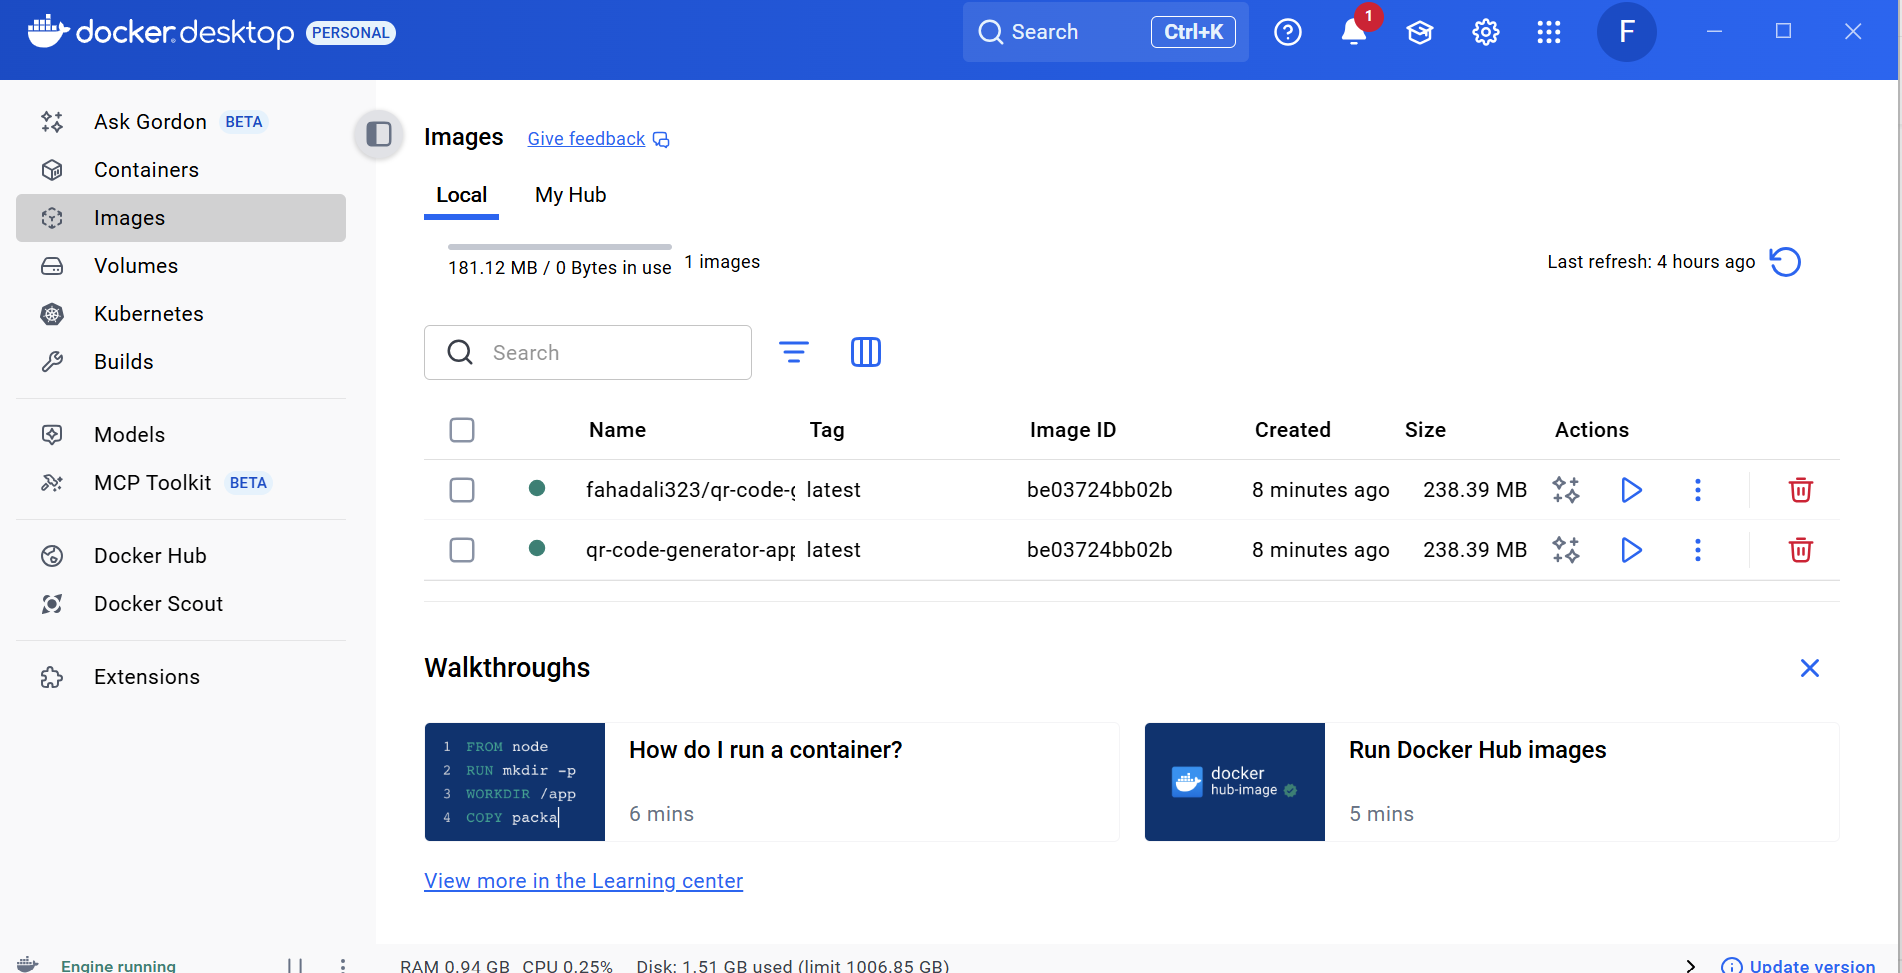 docker desktop PERSONAL
Search Ctrl+K
1
F
Ask Gordon BETA
Containers
Images
Volumes
Kubernetes
Builds
Models
MCP Toolkit BETA
Docker Hub
Docker Scout
Extensions
Images Give feedback
Local My Hub
181.12 MB / 0 Bytes in use 1 images
Last refresh: 4 hours ago
Search
Name Tag Image ID Created Size Actions
fahadali323/qr-code-g latest be03724bb02b 8 minutes ago 238.39 MB
qr-code-generator-app latest be03724bb02b 8 minutes ago 238.39 MB
Walkthroughs
1 FROM node
2 RUN mkdir -p
3 WORKDIR /app
4 COPY packa
How do I run a container?
6 mins
docker
hub-image
Run Docker Hub images
5 mins
View more in the Learning center
Engine running RAM 0.94 GB CPU 0.25% Disk: 1.51 GB used (limit 1006.85 GB) Update version